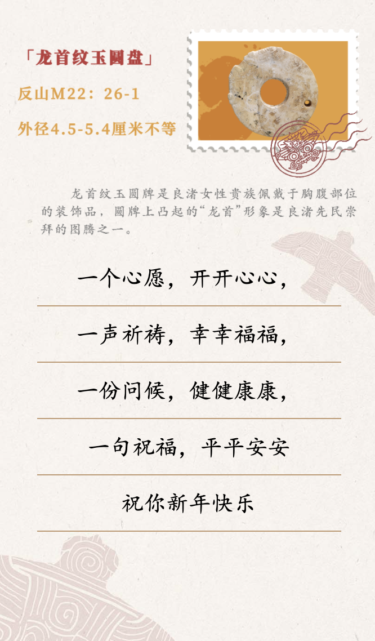 「龙首纹玉圆盘」
反山M22：26-1
外径4.5-5.4厘米不等
龙首纹玉圆牌是良渚女性贵族佩戴于胸腹部位
的装饰品，圆牌上凸起的“龙首”形象是良渚先民崇
拜的图腾之一。
一个心愿，开开心心，
一声祈祷，幸幸福福，
一份问候，健健康康，
一句祝福，平平安安
祝你新年快乐